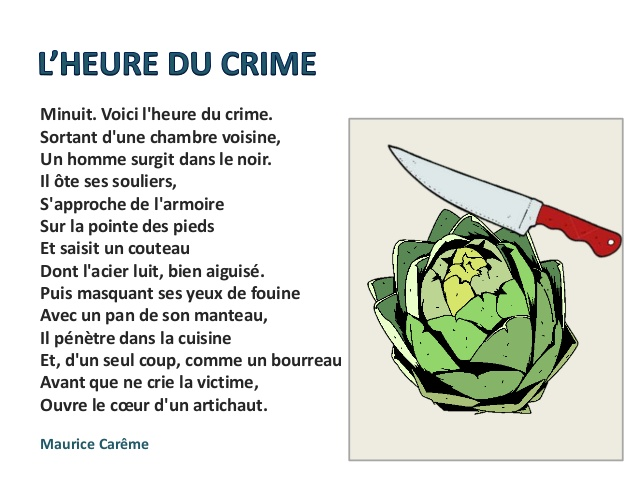 L'HEURE DU CRIME
Minuit. Voici l'heure du crime.
Sortant d'une chambre voisine,
Un homme surgit dans le noir.
Il ôte ses souliers,
S'approche de l'armoire
Sur la pointe des pieds
Et saisit un couteau
Dont l'acier luit, bien aiguisé.
Puis masquant ses yeux de fouine
Avec un pan de son manteau,
Il pénètre dans la cuisine
Et, d'un seul coup, comme un bourreau
Avant que ne crie la victime,
Ouvre le cœur d'un artichaut.
Maurice Carême